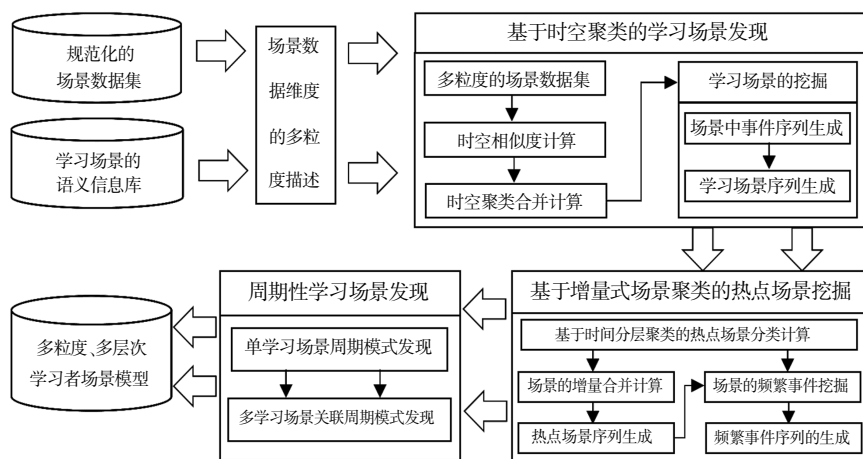 规范化的
场景数据集
学习场景的
语义信息库
场景数
据维度
的多粒
度描述
基于时空聚类的学习场景发现
多粒度的场景数据集
时空相似度计算
时空聚类合并计算
学习场景的挖掘
场景中事件序列生成
学习场景序列生成
基于增量式场景聚类的热点场景挖掘
基于时间分层聚类的热点场景分类计算
场景的增量合并计算
热点场景序列生成
场景的频繁事件挖掘
频繁事件序列的生成
周期性学习场景发现
单学习场景周期模式发现
多学习场景关联周期模式发现
多粒度、多层次
学习者场景模型